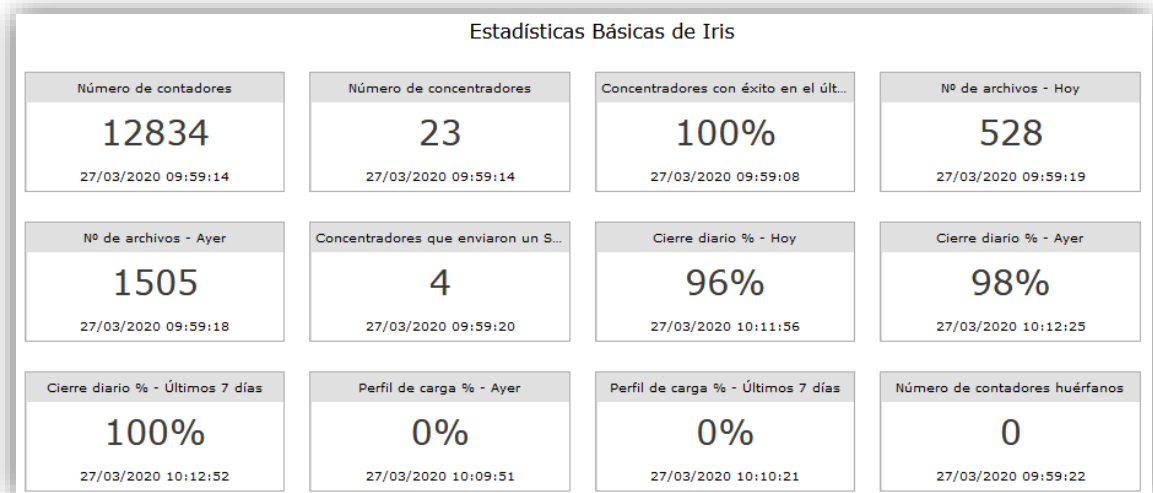 Estadísticas Básicas de Iris
Número de contadores
12834
27/03/2020 09:59:14
Número de concentradores
23
27/03/2020 09:59:14
Concentradores con éxito en el últ...
100%
27/03/2020 09:59:08
Nº de archivos - Hoy
528
27/03/2020 09:59:19
Nº de archivos - Ayer
1505
27/03/2020 09:59:18
Concentradores que enviaron un S...
4
27/03/2020 09:59:20
Cierre diario % - Hoy
96%
27/03/2020 10:11:56
Cierre diario % - Ayer
98%
27/03/2020 10:12:25
Cierre diario % - Últimos 7 días
100%
27/03/2020 10:12:52
Perfil de carga % - Ayer
0%
27/03/2020 10:09:51
Perfil de carga % - Últimos 7 días
0%
27/03/2020 10:10:21
Número de contadores huérfanos
0
27/03/2020 09:59:22